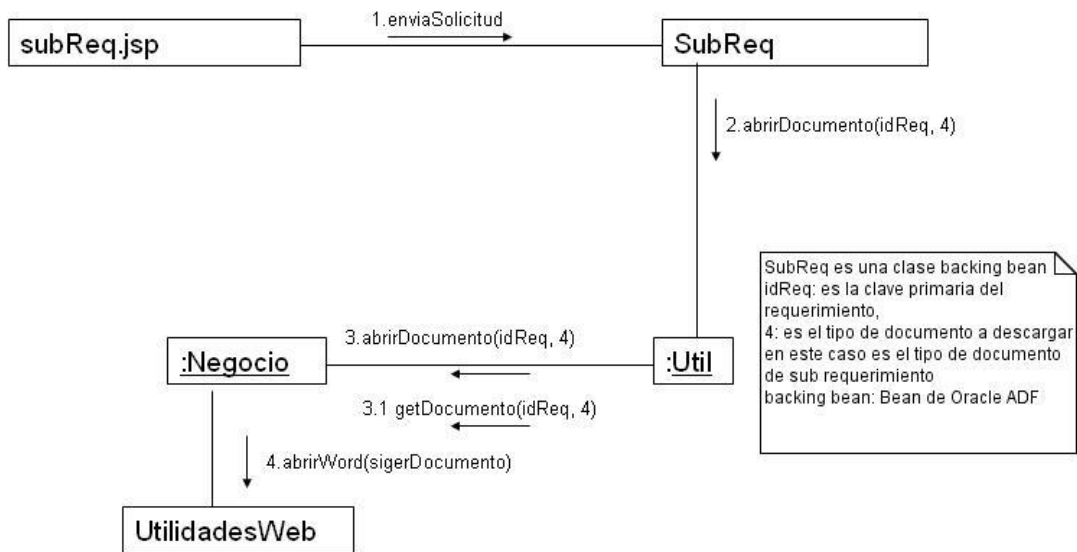 1.enviaSolicitud
subReq.jsp
SubReq
2.abrirDocumento(idReq, 4)
SubReq es una clase backing bean
idReq: es la clave primaria del
requerimiento,
4: es el tipo de documento a descargar
en este caso es el tipo de documento
de sub requerimiento
backing bean: Bean de Oracle ADF
3.abrirDocumento(idReq, 4)
:Negocio
:Util
3.1 getDocumento(idReq, 4)
4.abrirWord(sigerDocumento)
UtilidadesWeb